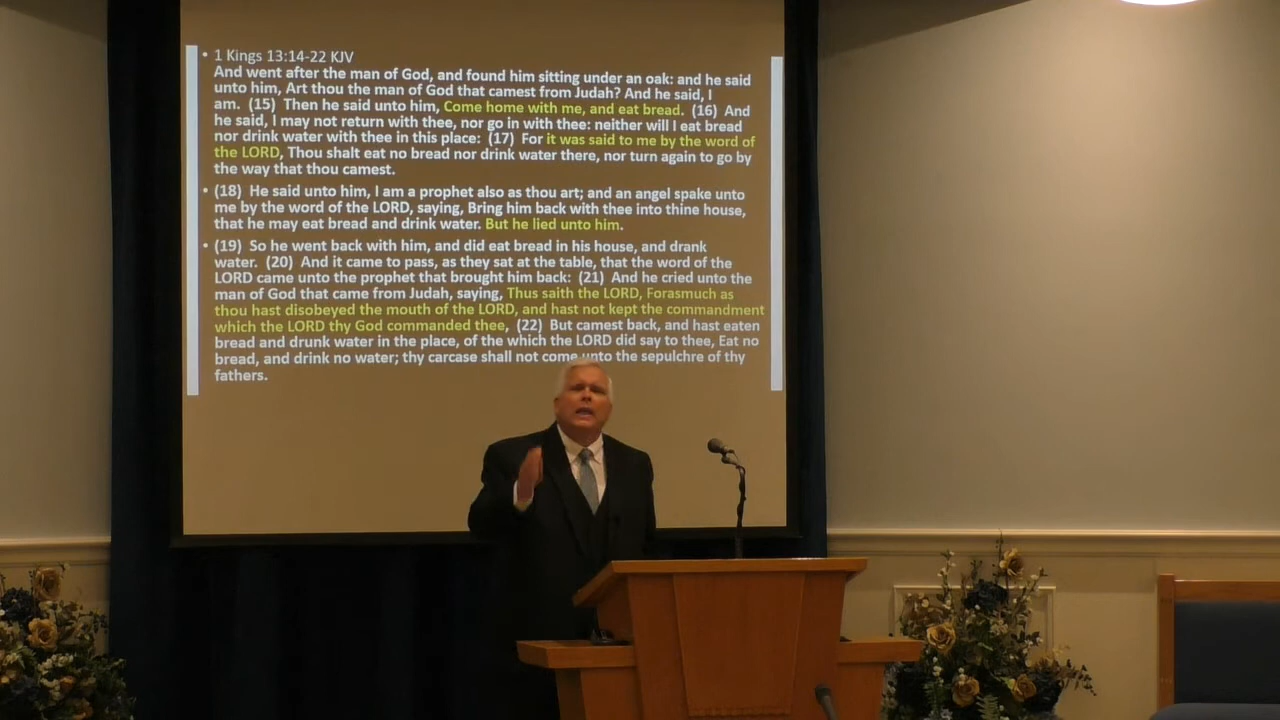 • 1 Kings 13:14-22 KJV
And went after the man of God, and found him sitting under an oak: and he said
unto him, Art thou the man of God that camest from Judah? And he said, I
am. (15) Then he said unto him, Come home with me, and eat bread. (16) And
he said, I may not return with thee, nor go in with thee: neither will I eat bread
nor drink water with thee in this place: (17) For it was said to me by the word of
the LORD, Thou shalt eat no bread nor drink water there, nor turn again to go by
the way that thou camest.
• (18) He said unto him, I am a prophet also as thou art; and an angel spake unto
me by the word of the LORD, saying, Bring him back with thee into thine house,
that he may eat bread and drink water. But he lied unto him.
• (19) So he went back with him, and did eat bread in his house, and drank
water. (20) And it came to pass, as they sat at the table, that the word of the
LORD came unto the prophet that brought him back: (21) And he cried unto the
man of God that came from Judah, saying, Thus saith the LORD, Forasmuch as
thou hast disobeyed the mouth of the LORD, and hast not kept the commandment
which the LORD thy God commanded thee, (22) But camest back, and hast eaten
bread and drunk water in the place, of the which the LORD did say to thee, Eat no
bread, and drink no water; thy carcase shall not come unto the sepulchre of thy
fathers.